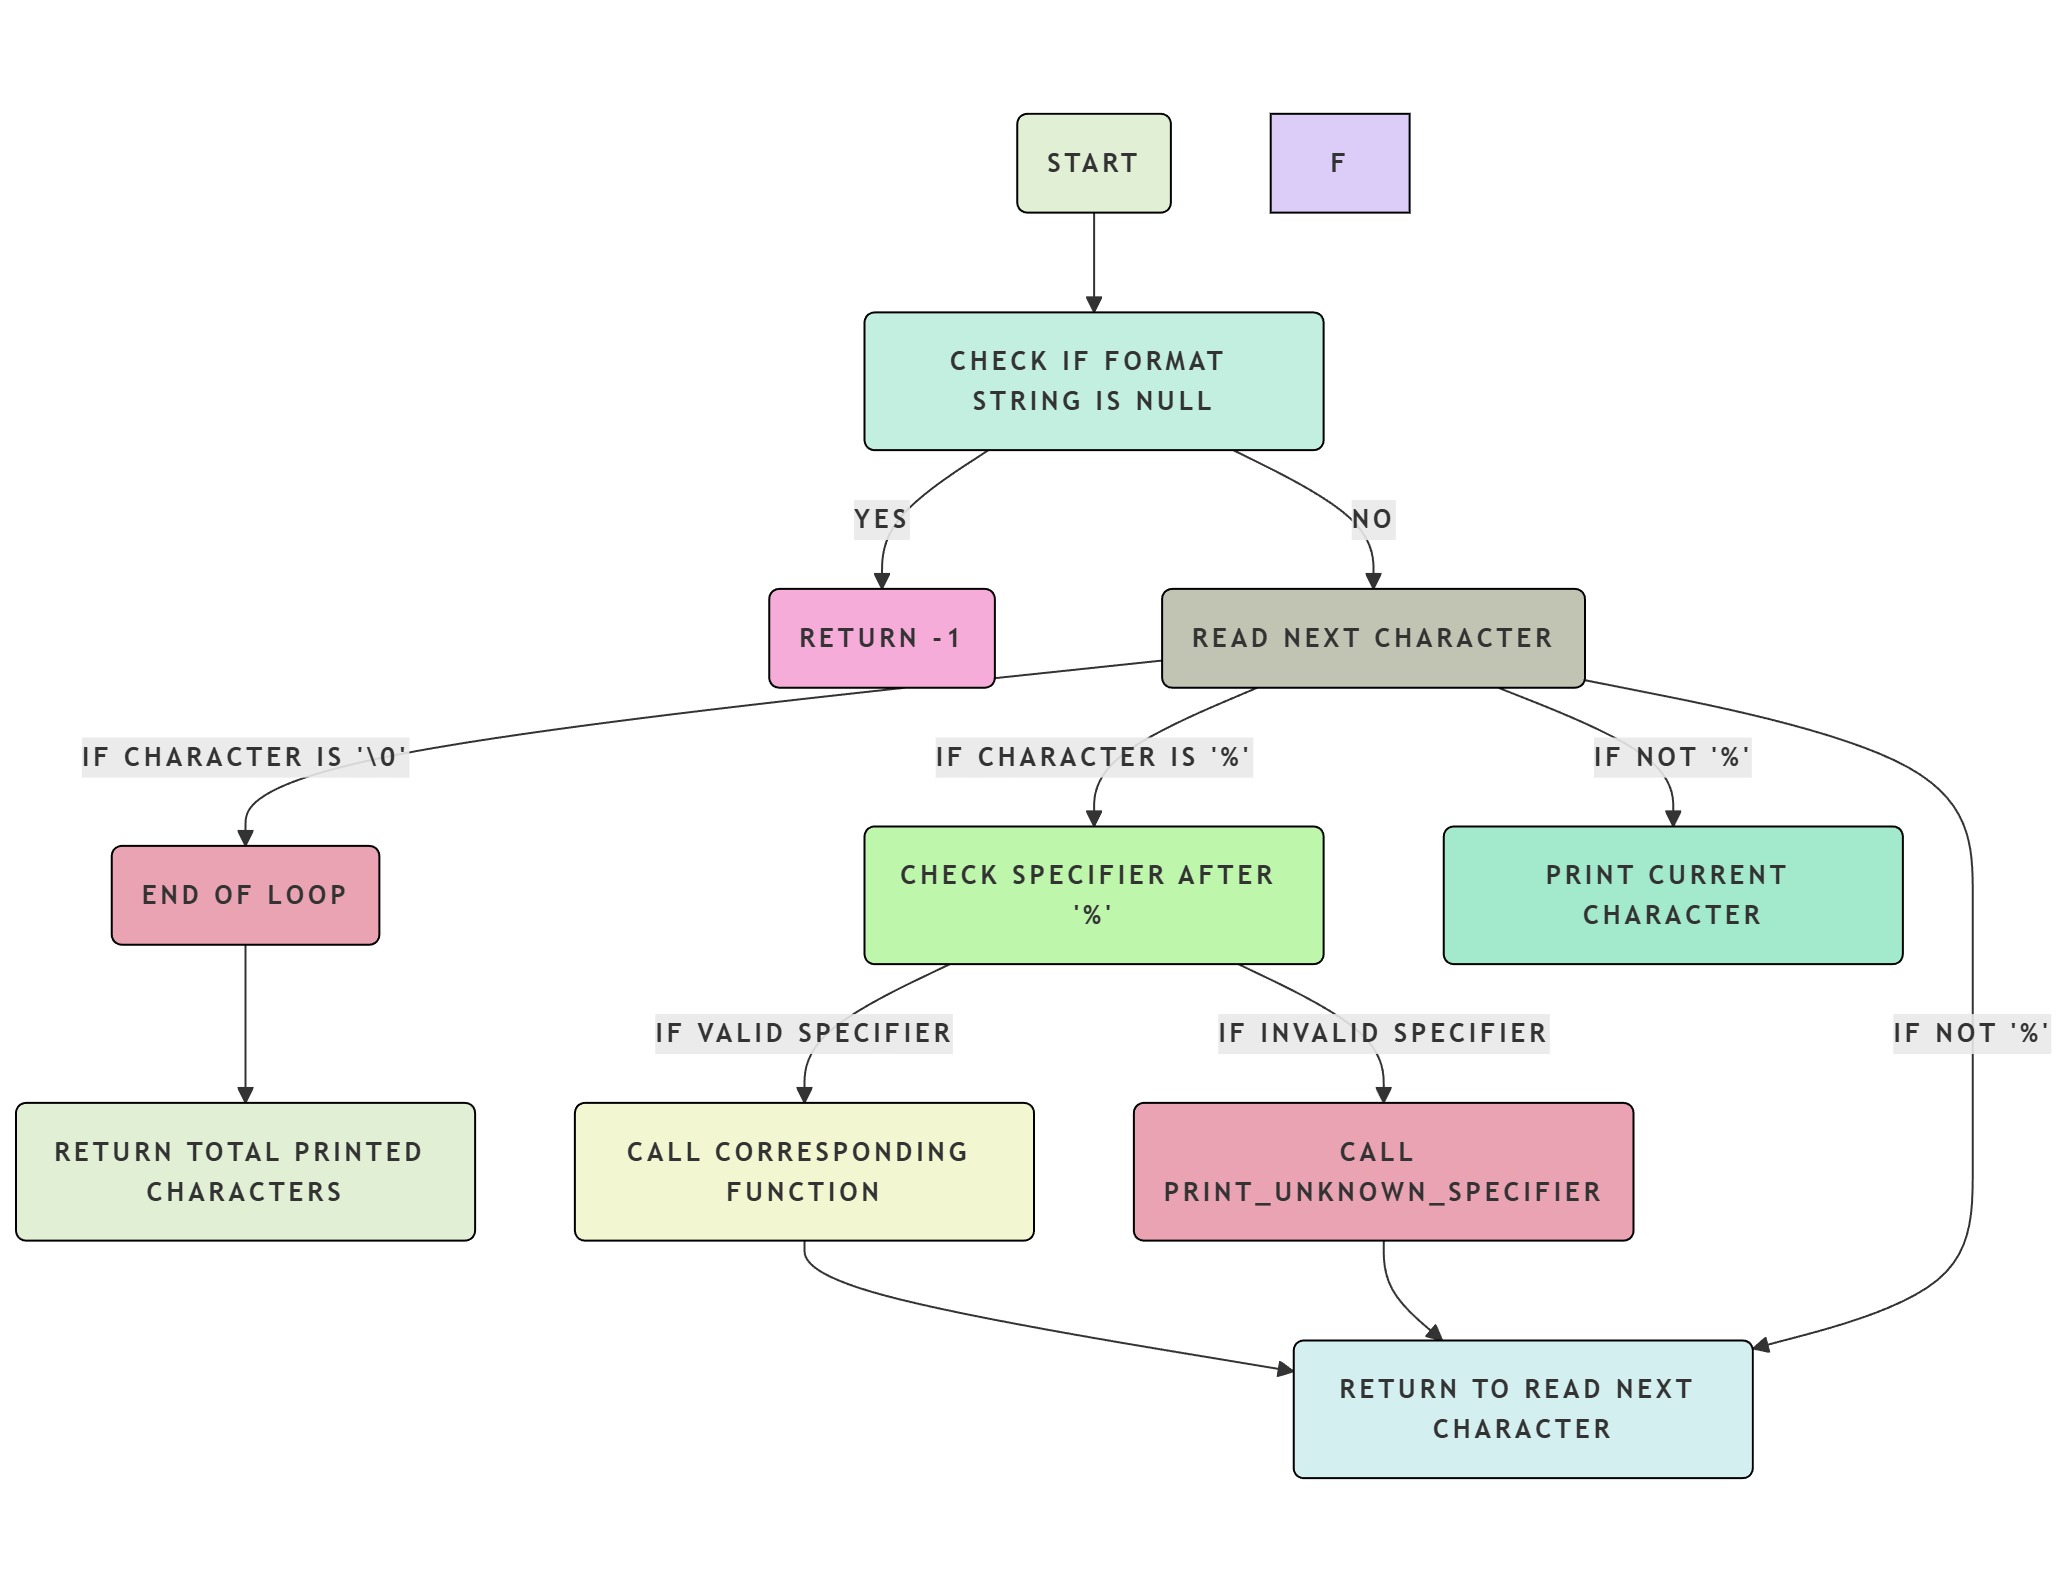 START
F
CHECK IF FORMAT
STRING IS NULL
YES
NO
RETURN -1
READ NEXT CHARACTER
IF CHARACTER IS '\0'
IF CHARACTER IS '%'
IF NOT '%'
END OF LOOP
CHECK SPECIFIER AFTER
'%'
PRINT CURRENT
CHARACTER
IF VALID SPECIFIER
IF INVALID SPECIFIER
IF NOT '%'
RETURN TOTAL PRINTED
CHARACTERS
CALL CORRESPONDING
FUNCTION
CALL
PRINT_UNKNOWN_SPECIFIER
RETURN TO READ NEXT
CHARACTER